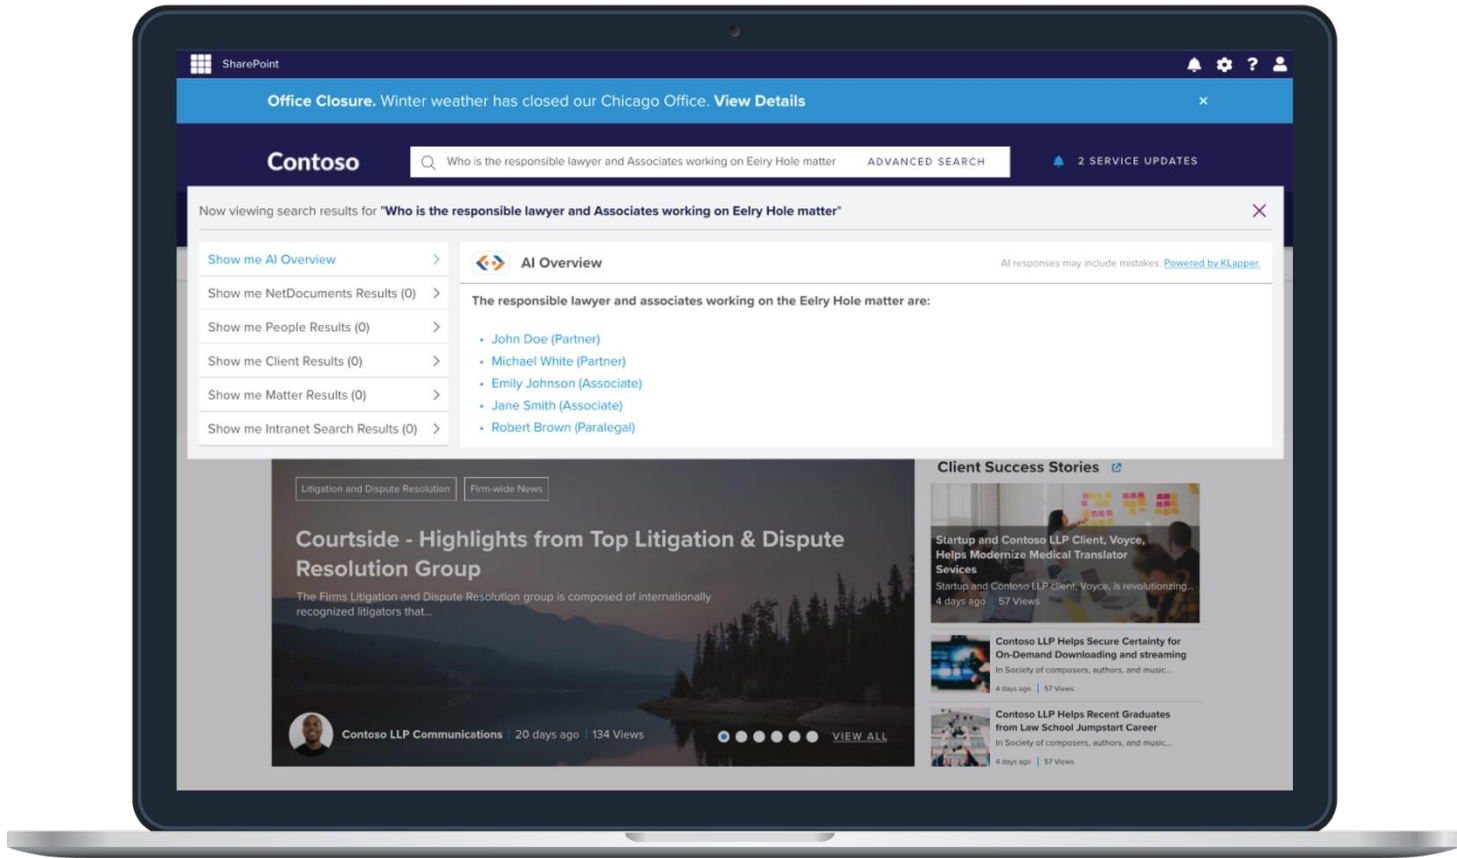 SharePoint
?
Office Closure. Winter weather has closed our Chicago Office. View Details
×
Contoso
Who is the responsible lawyer and Associates working on Eelry Hole matter
ADVANCED SEARCH
2 SERVICE UPDATES
Now viewing search results for "Who is the responsible lawyer and Associates working on Eelry Hole matter"
Show me AI Overview
Show me NetDocuments Results (0)
Show me People Results (0)
Show me Client Results (0)
Show me Matter Results (0)
Show me Intranet Search Results (0)
AI Overview
AI responses may include mistakes. Powered by KLapper.
The responsible lawyer and associates working on the Eelry Hole matter are:
• John Doe (Partner)
• Michael White (Partner)
• Emily Johnson (Associate)
• Jane Smith (Associate)
• Robert Brown (Paralegal)
Litigation and Dispute Resolution
Firm-wide News
Courtside - Highlights from Top Litigation & Dispute
Resolution Group
The Firms Litigation and Dispute Resolution group is composed of internationally
recognized litigators that...
Contoso LLP Communications | 20 days ago | 134 Views
VIEW ALL
Client Success Stories
Startup and Contoso LLP Client, Voyce,
Helps Modernize Medical Translator
Sevices
Startup and Contoso LLP client, Voyce, is revolutionzing...
4 days ago 57 Views
Contoso LLP Helps Secure Certainty for
On-Demand Downloading and streaming
In Society of composers, authors, and music...
4 days ago | 57 Views
Contoso LLP Helps Recent Graduates
from Law School Jumpstart Career
In Society of composers, authors, and music...
4 days ago | 57 Views